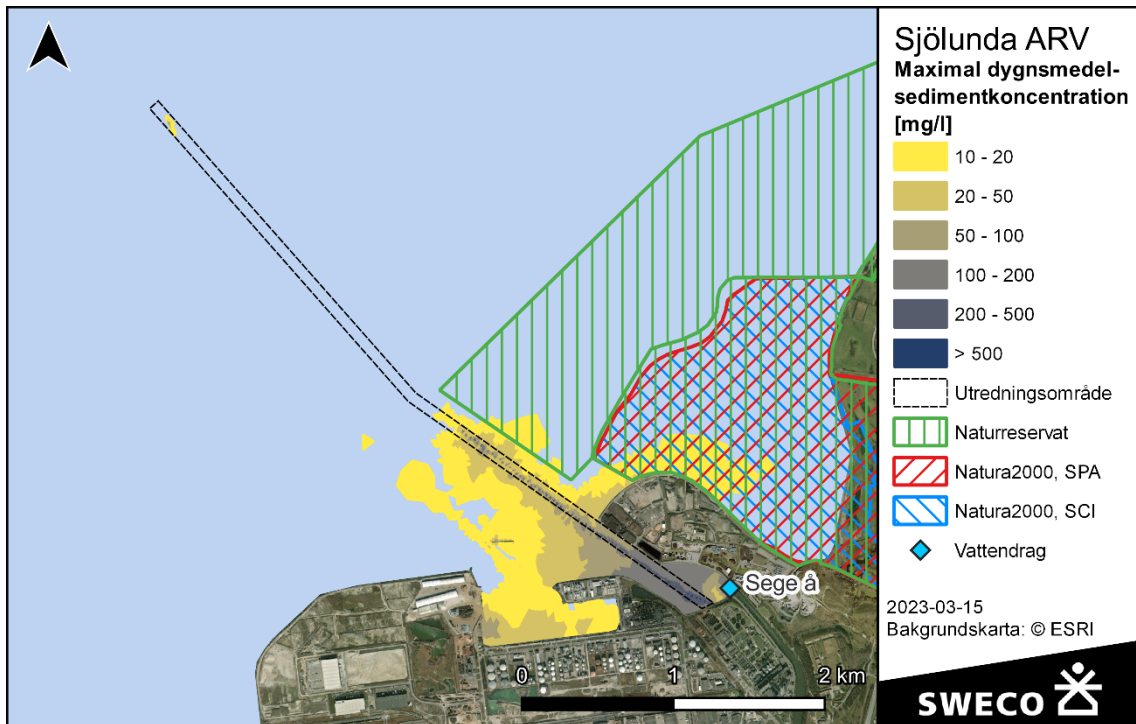 Sjölunda ARV
Maximal dygnsmedel-
sedimentkoncentration
[mg/l]
10 - 20
20 - 50
50 - 100
100 - 200
200 - 500
> 500
Utredningsområde
Naturreservat
Natura2000, SPA
Natura2000, SCI
Vattendrag
2023-03-15
Bakgrundskarta: © ESRI
SWECO
Sege å
0 1 2 km